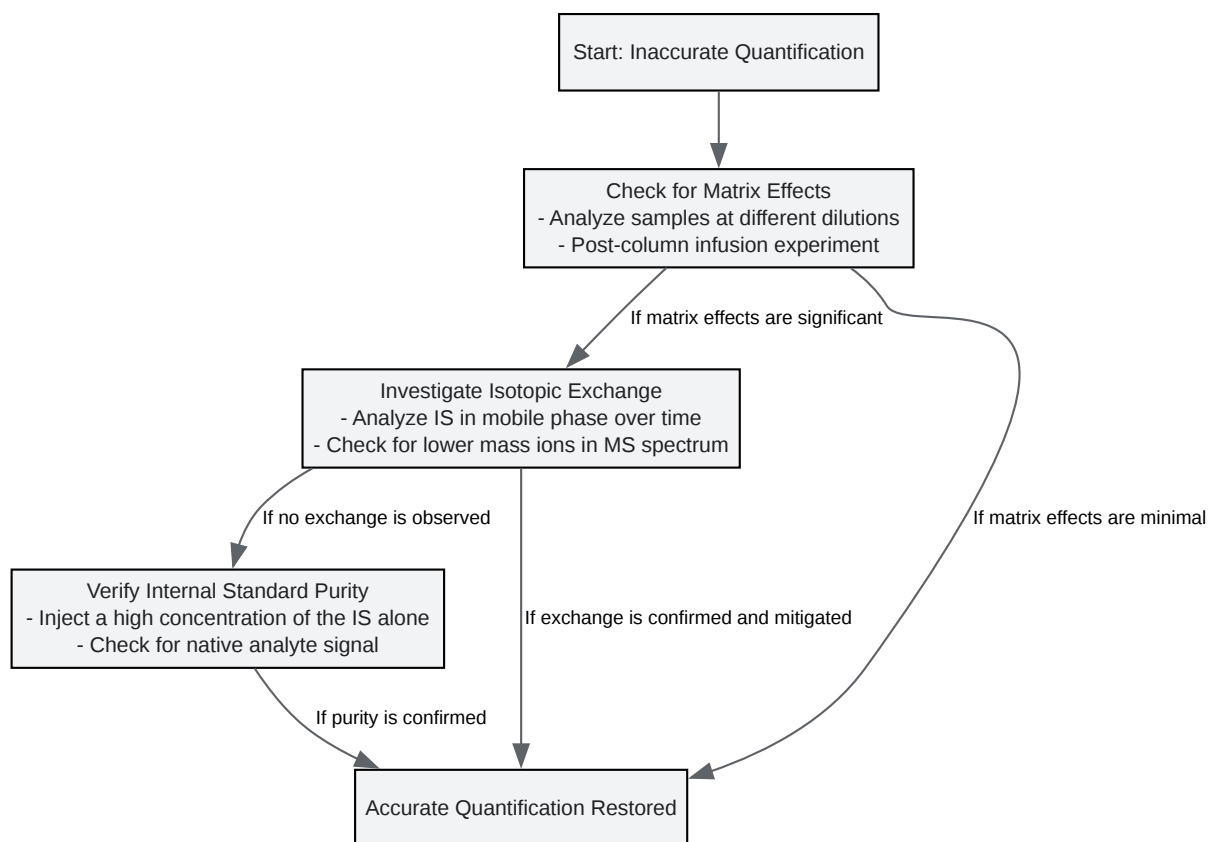 Start: Inaccurate Quantification
Check for Matrix Effects
- Analyze samples at different dilutions
- Post-column infusion experiment
If matrix effects are significant
Investigate Isotopic Exchange
- Analyze IS in mobile phase over time
- Check for lower mass ions in MS spectrum
If no exchange is observed
If matrix effects are minimal
Verify Internal Standard Purity
- Inject a high concentration of the IS alone
- Check for native analyte signal
If exchange is confirmed and mitigated
If purity is confirmed
Accurate Quantification Restored